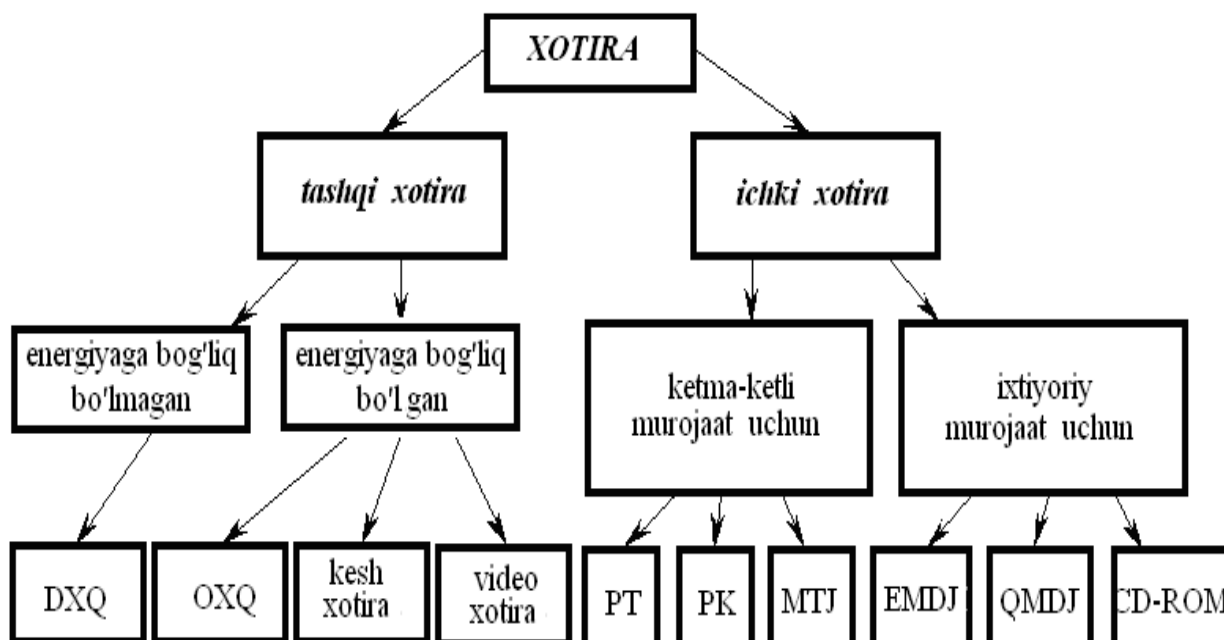 XOTIRA
tashqi xotira
ichki xotira
energiyaga bog'liq
bo'lmagan
energiyaga bog'liq
bo'lgan
ketma-ketli
murojaat uchun
ixtiyoriy
murojaat uchun
DXQ
OXQ
kesh
xotira
video
xotira
PT
PK
MTJ
EMDJ
QMDJ
CD-ROM